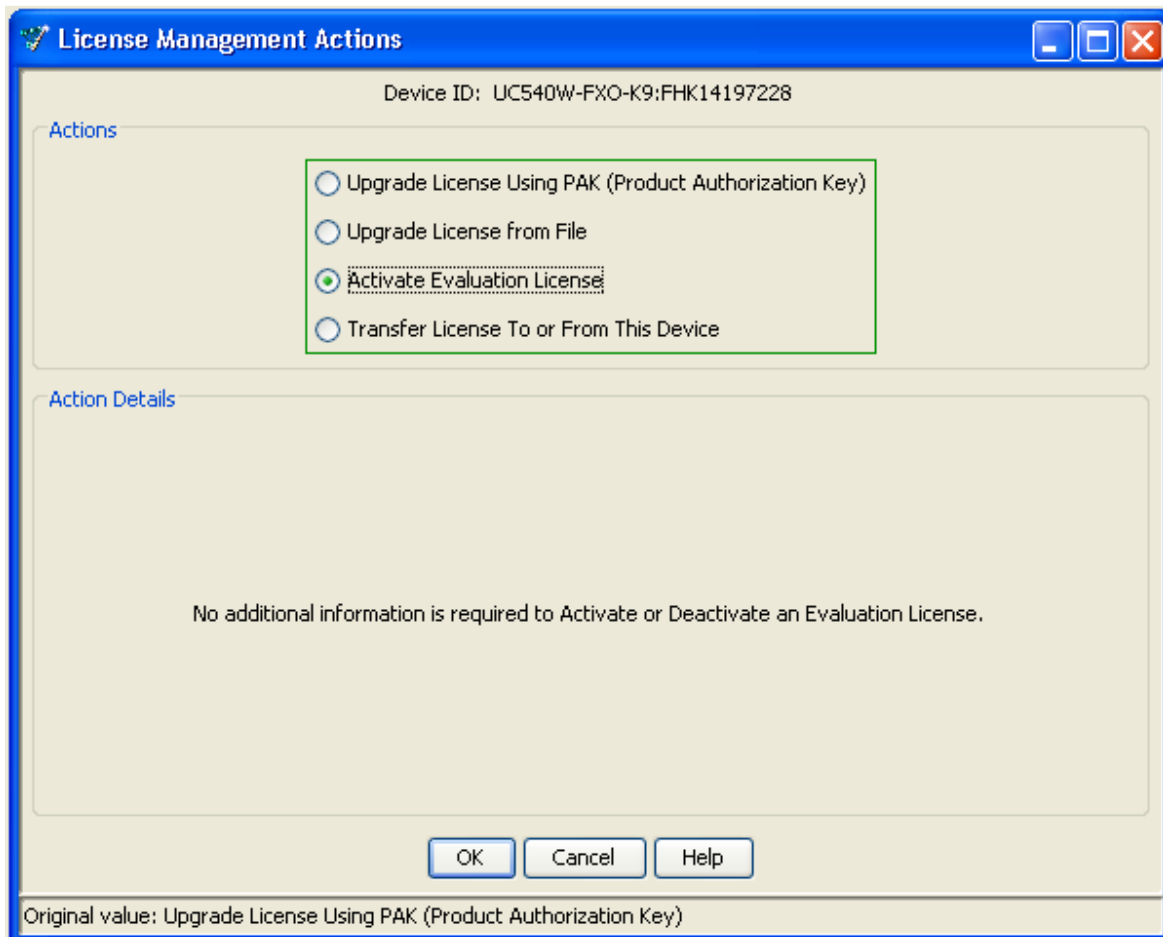 License Management Actions
Device ID: UC540W-FXO-K9:FHK14197228
Actions
Upgrade License Using PAK (Product Authorization Key)
Upgrade License from File
Activate Evaluation License
Transfer License To or From This Device
Action Details
No additional information is required to Activate or Deactivate an Evaluation License.
OK Cancel Help
Original value: Upgrade License Using PAK (Product Authorization Key)